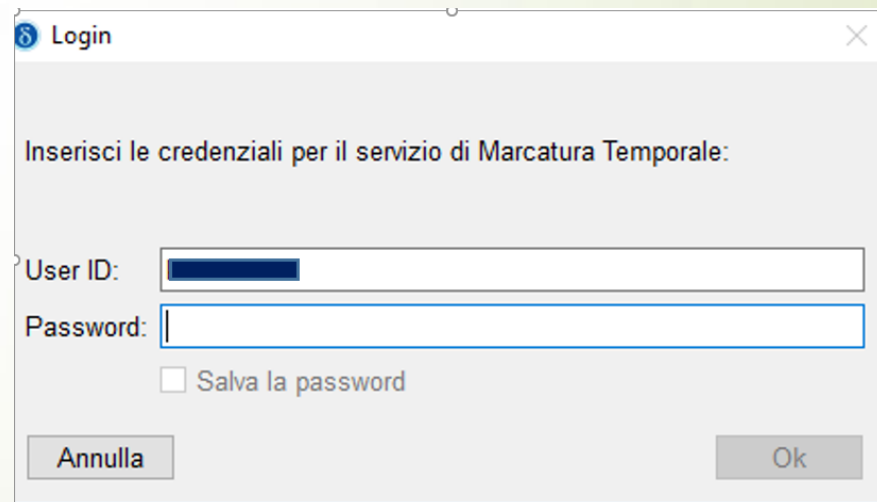 δ Login
Inserisci le credenziali per il servizio di Marcatura Temporale:
User ID:
Password:
Salva la password
Annulla
Ok